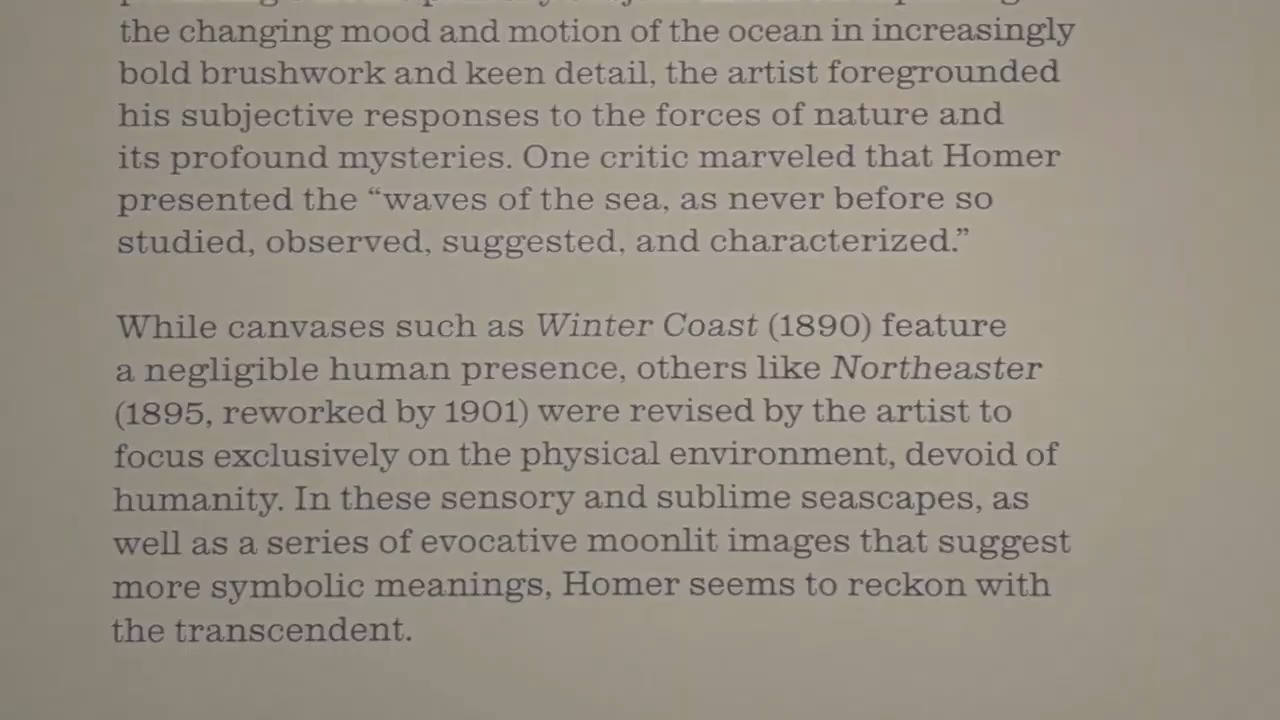 the changing mood and motion of the ocean in increasingly
bold brushwork and keen detail, the artist foregrounded
his subjective responses to the forces of nature and
its profound mysteries. One critic marveled that Homer
presented the “waves of the sea, as never before so
studied, observed, suggested, and characterized.”
While canvases such as Winter Coast (1890) feature
a negligible human presence, others like Northeaster
(1895, reworked by 1901) were revised by the artist to
focus exclusively on the physical environment, devoid of
humanity. In these sensory and sublime seascapes, as
well as a series of evocative moonlit images that suggest
more symbolic meanings, Homer seems to reckon with
the transcendent.